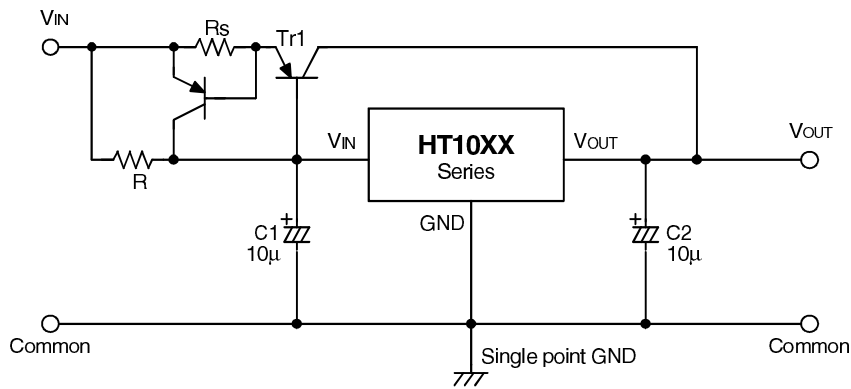 VIN
Rs
Tr1
R
VIN
HT10XX
Series
VOUT
VOUT
GND
+
C1
10μ
+
C2
10μ
Common
Single point GND
Common